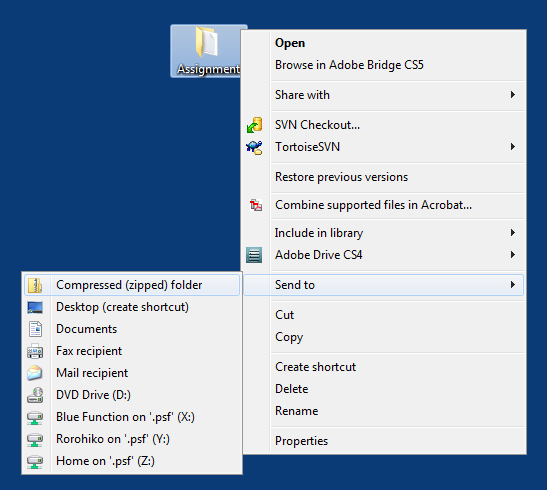 Assignment
Open
Browse in Adobe Bridge CS5
Share with
SVN Checkout...
TortoiseSVN
Restore previous versions
Combine supported files in Acrobat...
Include in library
Adobe Drive CS4
Send to
Cut
Copy
Create shortcut
Delete
Rename
Properties
Compressed (zipped) folder
Desktop (create shortcut)
Documents
Fax recipient
Mail recipient
DVD Drive (D:)
Blue Function on '.psf' (X:)
Rorohiko on '.psf' (Y:)
Home on '.psf' (Z:)